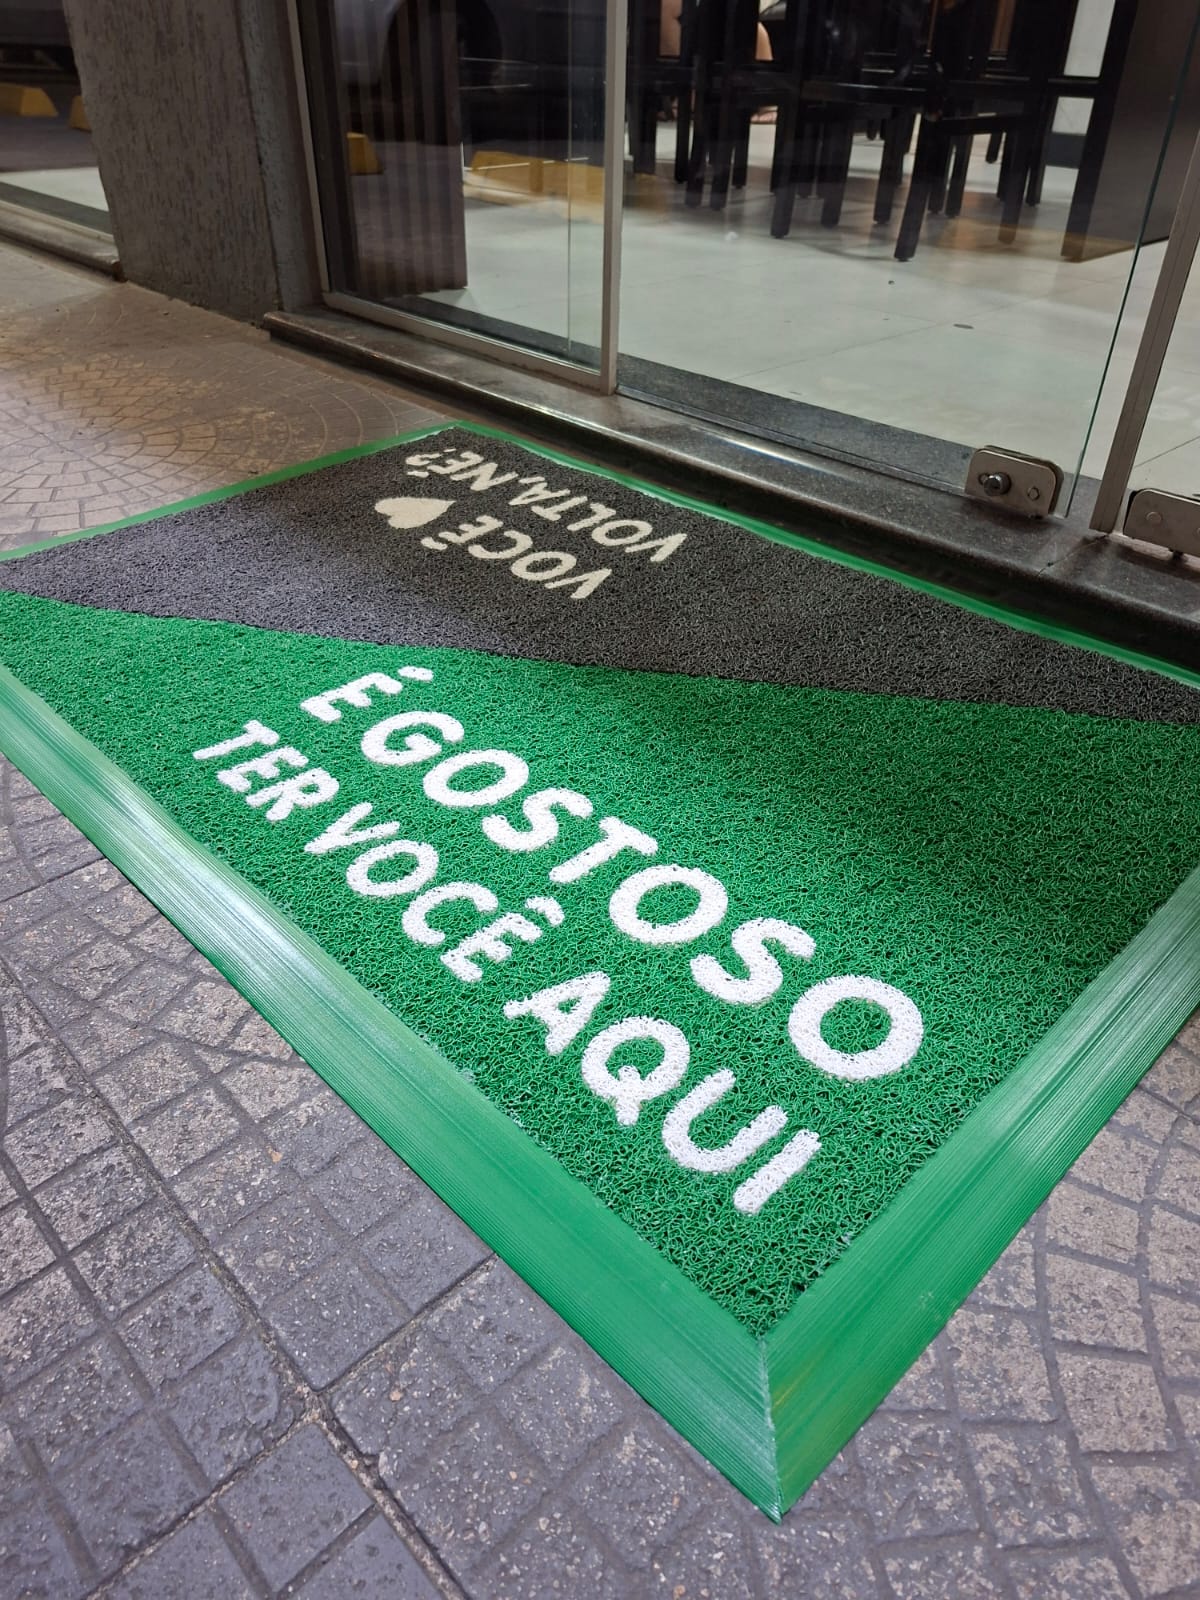 É GOSTOSO
TER VOCÊ AQUI
VOCÊ
VOLTA, NÉ?